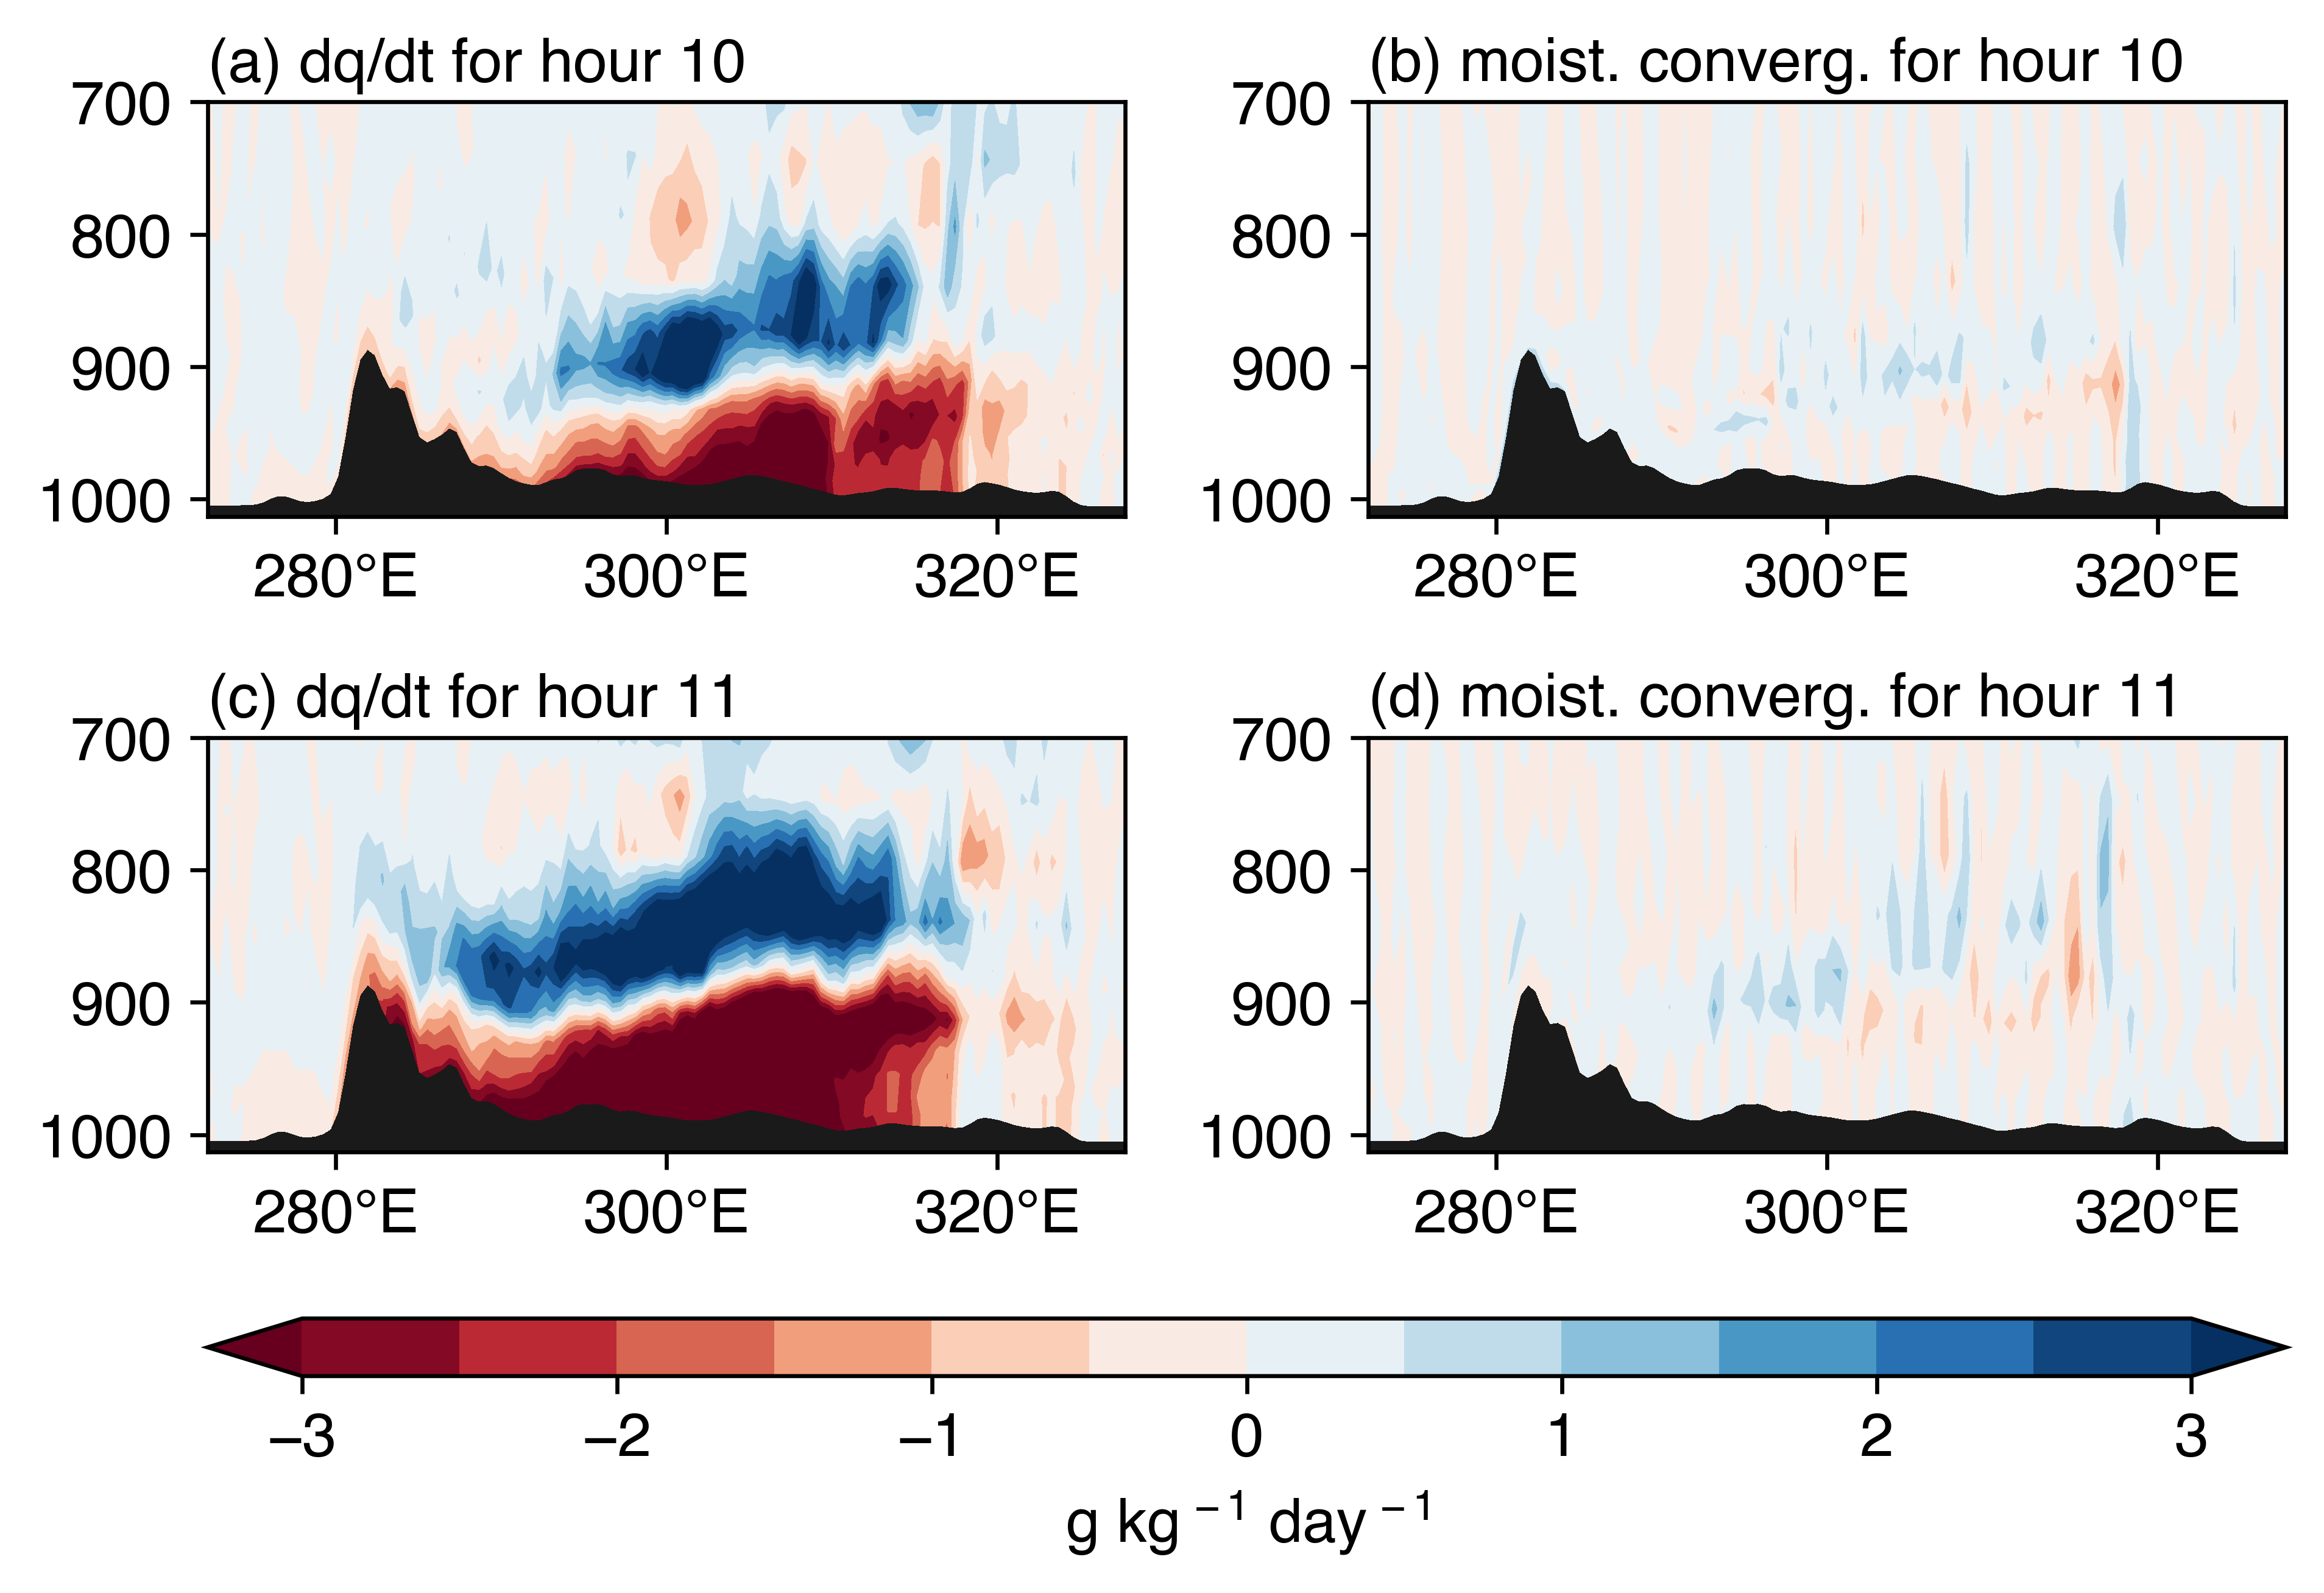 (a) dq/dt for hour 10
(b) moist. converg. for hour 10
700
800
900
1000
280°E 300°E 320°E
700
800
900
1000
280°E 300°E 320°E
(c) dq/dt for hour 11
(d) moist. converg. for hour 11
700
800
900
1000
280°E 300°E 320°E
700
800
900
1000
280°E 300°E 320°E
−3 −2 −1 0 1 2 3
g kg⁻¹ day⁻¹